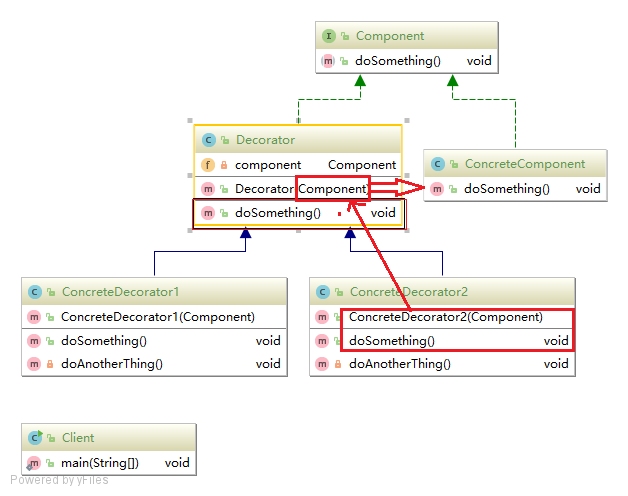 I Component
m doSomething() void
C Decorator
f component Component
m Decorator(Component)
m doSomething() void
C ConcreteComponent
m doSomething() void
C ConcreteDecorator1
m ConcreteDecorator1(Component)
m doSomething() void
m doAnotherThing() void
C ConcreteDecorator2
m ConcreteDecorator2(Component)
m doSomething() void
m doAnotherThing() void
C Client
m main(String[]) void
Powered by yFiles